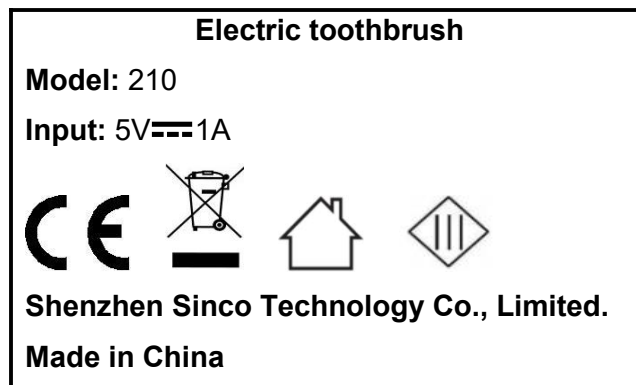 Electric toothbrush
Model: 210
Input: 5V⎓1A
CE
Shenzhen Sinco Technology Co., Limited.
Made in China